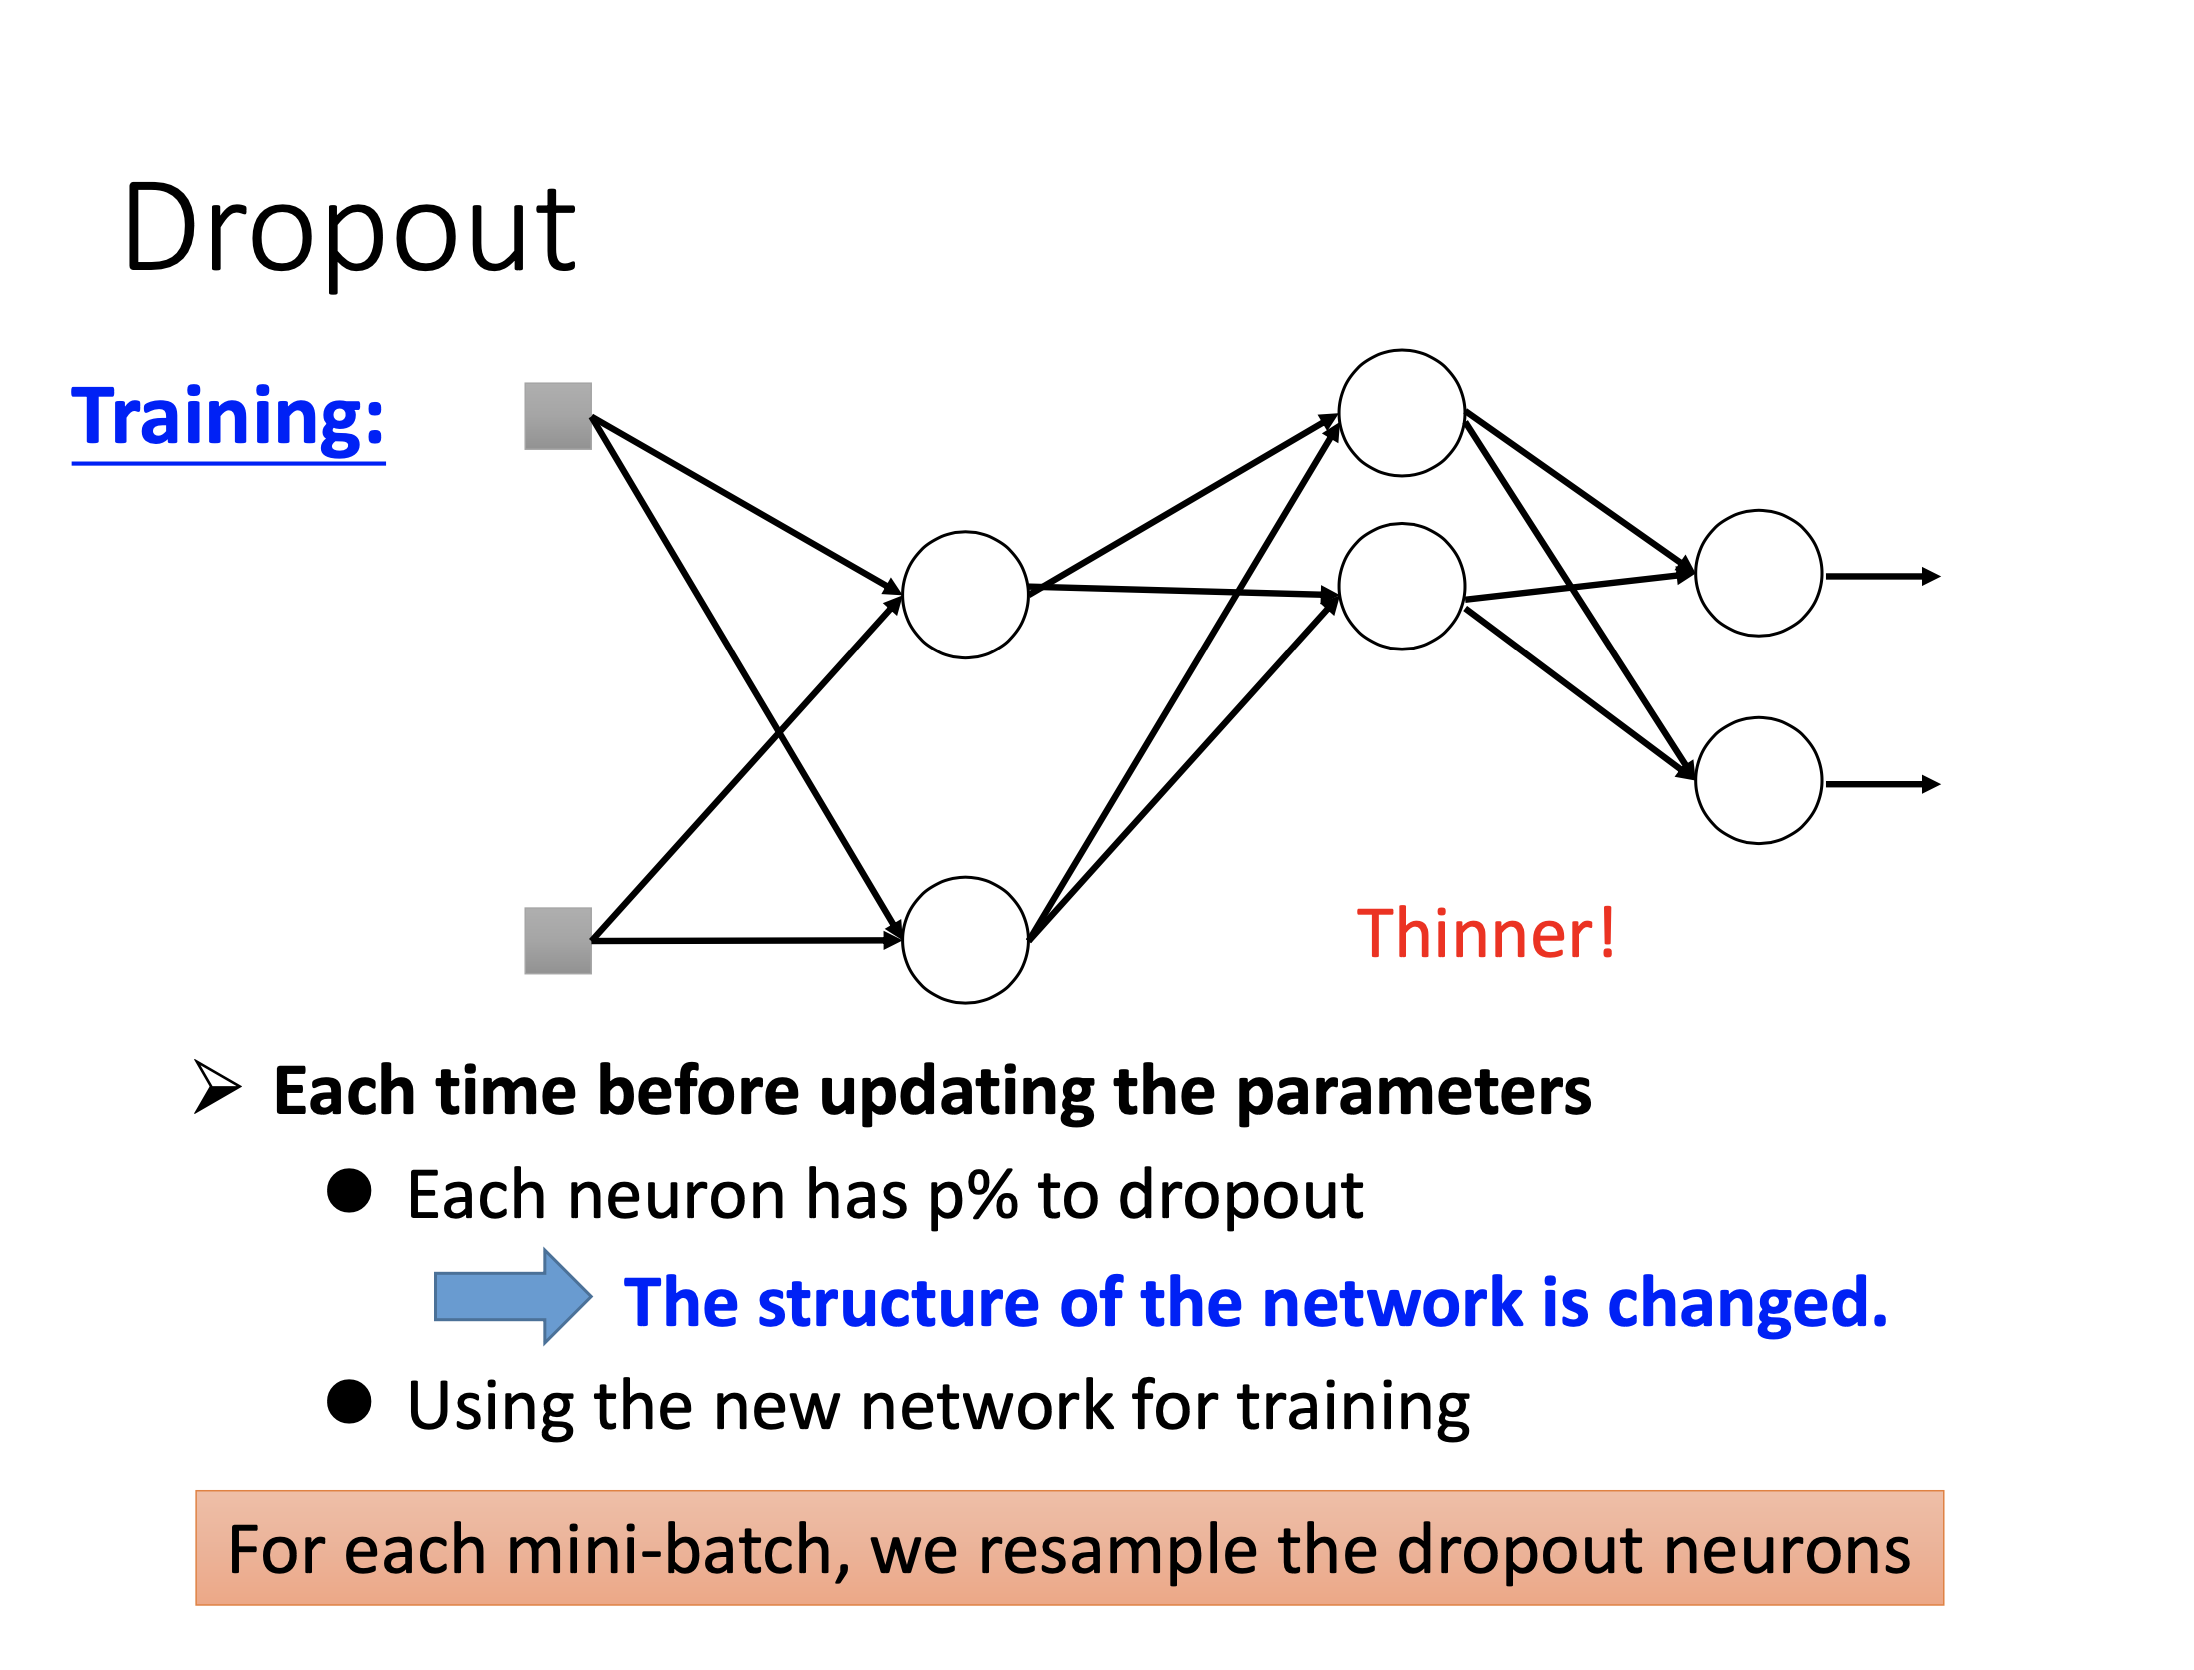 Dropout
Training:
Thinner!
Each time before updating the parameters
Each neuron has p% to dropout
The structure of the network is changed.
Using the new network for training
For each mini-batch, we resample the dropout neurons